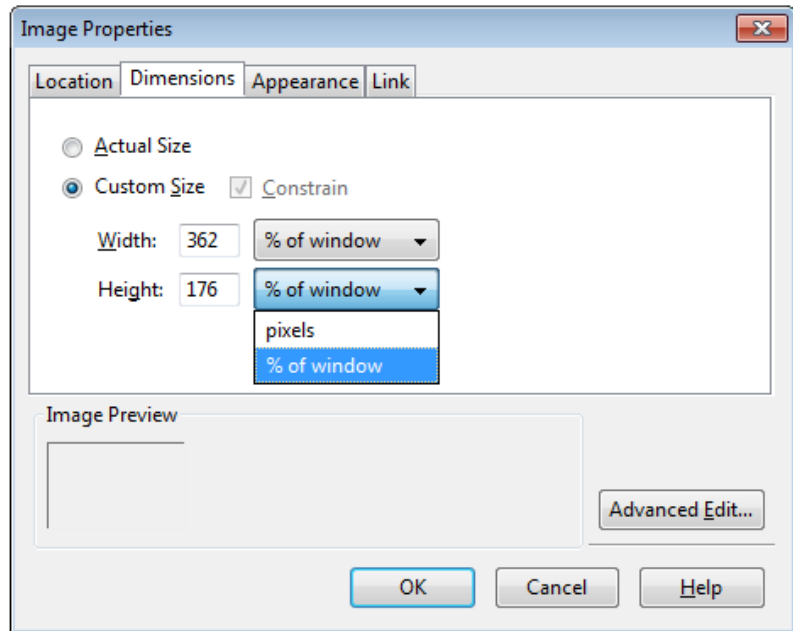 Image Properties
Location Dimensions Appearance Link
Actual Size
Custom Size Constrain
Width: 362 % of window
Height: 176 % of window
pixels
% of window
Image Preview
Advanced Edit...
OK Cancel Help